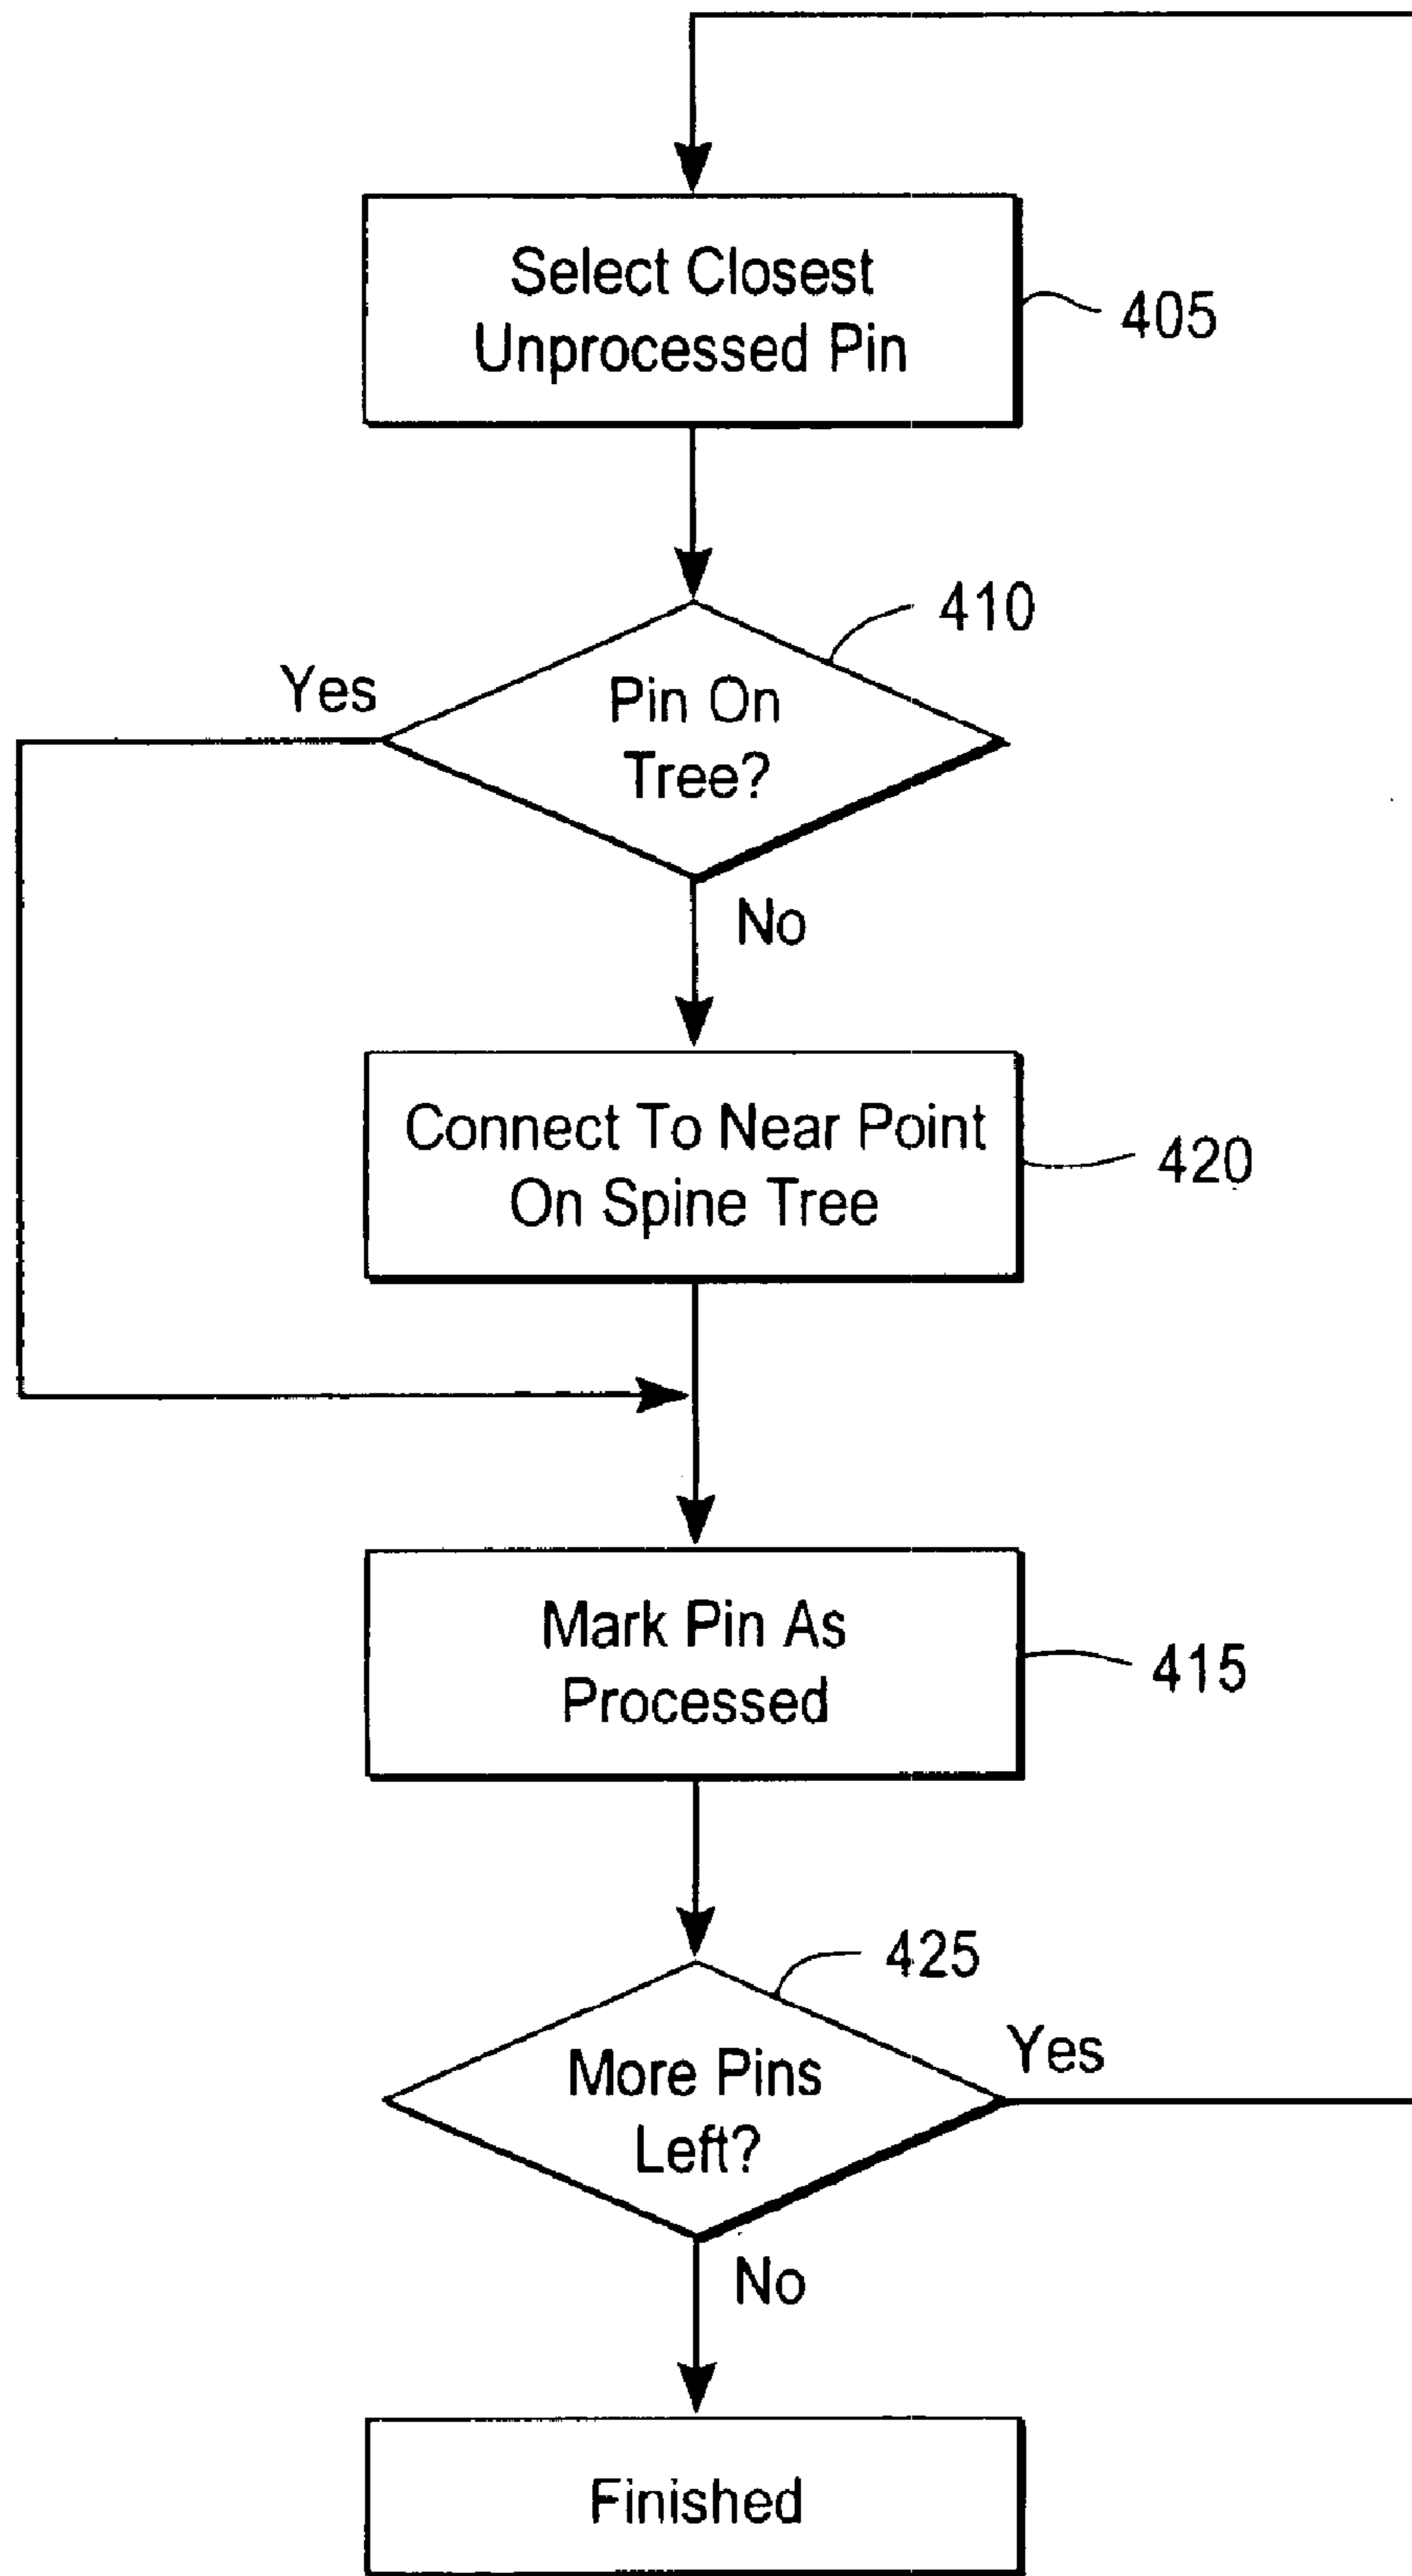 Select Closest
Unprocessed Pin
405
410
Yes
Pin On
Tree?
No
Connect To Near Point
On Spine Tree
420
Mark Pin As
Processed
415
425
Yes
More Pins
Left?
No
Finished